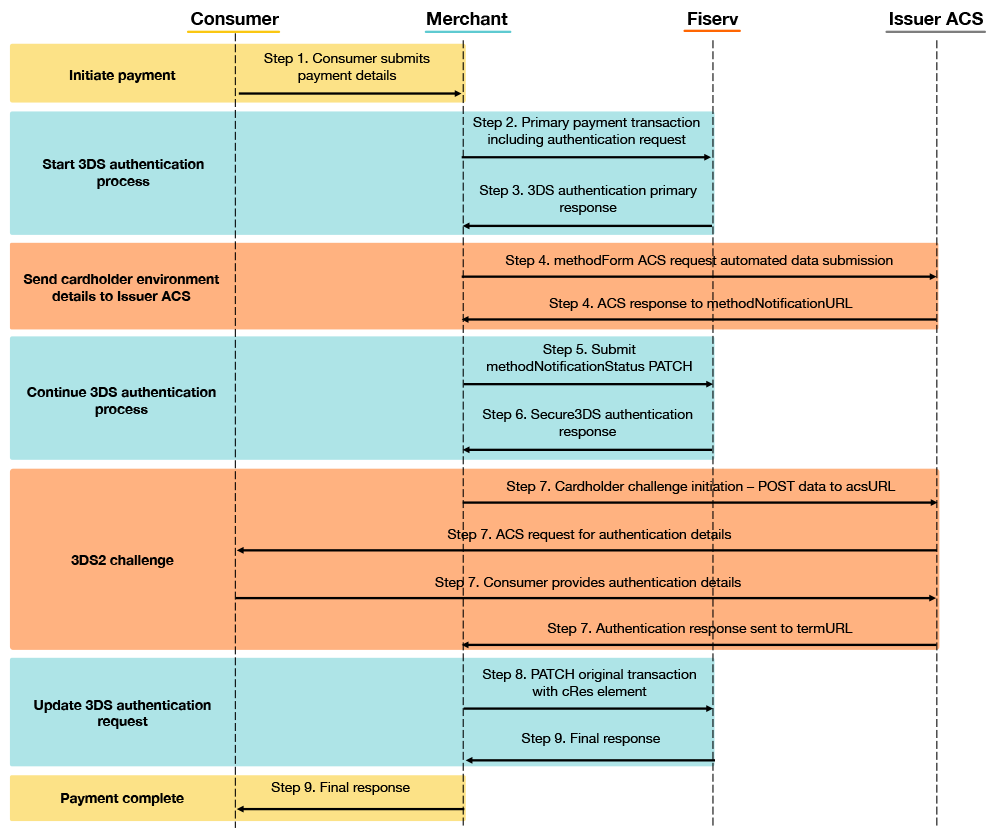 Consumer
Merchant
Fiserv
Issuer ACS
Initiate payment
Step 1. Consumer submits
payment details
Start 3DS authentication
process
Step 2. Primary payment transaction
including authentication request
Step 3. 3DS authentication primary
response
Send cardholder environment
details to Issuer ACS
Step 4. methodForm ACS request automated data submission
Step 4. ACS response to methodNotificationURL
Continue 3DS authentication
process
Step 5. Submit
methodNotificationStatus PATCH
Step 6. Secure3DS authentication
response
3DS2 challenge
Step 7. Cardholder challenge initiation – POST data to acsURL
Step 7. ACS request for authentication details
Step 7. Consumer provides authentication details
Step 7. Authentication response sent to termURL
Update 3DS authentication
request
Step 8. PATCH original transaction
with cRes element
Step 9. Final response
Payment complete
Step 9. Final response